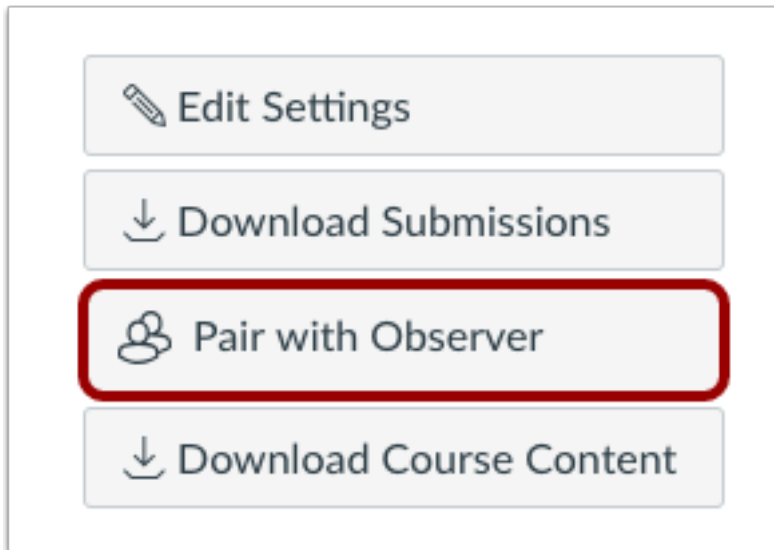 Edit Settings
Download Submissions
Pair with Observer
Download Course Content